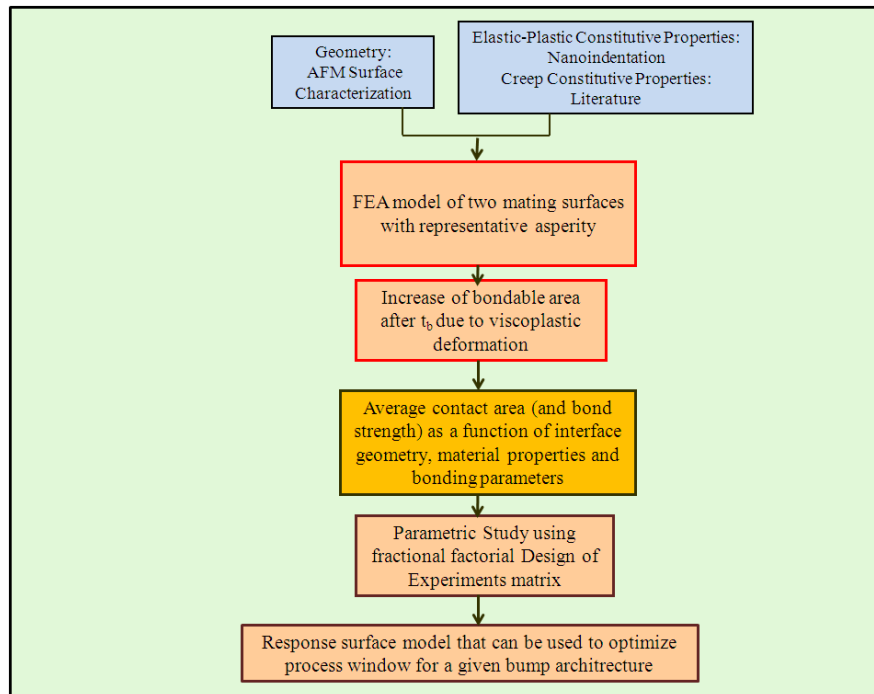 Geometry:
AFM Surface
Characterization
Elastic-Plastic Constitutive Properties:
Nanoindentation
Creep Constitutive Properties:
Literature
FEA model of two mating surfaces
with representative asperity
Increase of bondable area
after t_b due to viscoplastic
deformation
Average contact area (and bond
strength) as a function of interface
geometry, material properties and
bonding parameters
Parametric Study using
fractional factorial Design of
Experiments matrix
Response surface model that can be used to optimize
process window for a given bump architrecture